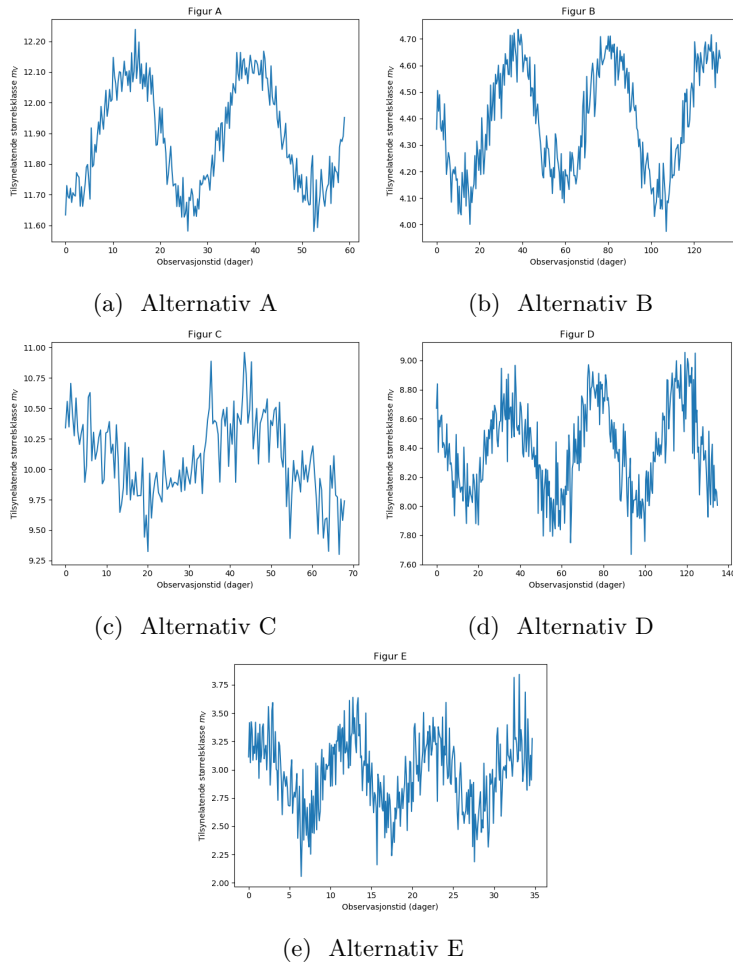 Figur A
Tilsynelatende størrelsesklasse m_V
12.20
12.10
12.00
11.90
11.80
11.70
11.60
0 10 20 30 40 50 60
Observasjonstid (dager)
(a) Alternativ A
Figur B
Tilsynelatende størrelsesklasse m_V
4.70
4.60
4.50
4.40
4.30
4.20
4.10
4.00
0 20 40 60 80 100 120
Observasjonstid (dager)
(b) Alternativ B
Figur C
Tilsynelatende størrelsesklasse m_V
11.00
10.75
10.50
10.25
10.00
9.75
9.50
9.25
0 10 20 30 40 50 60 70
Observasjonstid (dager)
(c) Alternativ C
Figur D
Tilsynelatende størrelsesklasse m_V
9.00
8.80
8.60
8.40
8.20
8.00
7.80
7.60
0 20 40 60 80 100 120 140
Observasjonstid (dager)
(d) Alternativ D
Figur E
Tilsynelatende størrelsesklasse m_V
3.75
3.50
3.25
3.00
2.75
2.50
2.25
2.00
0 5 10 15 20 25 30 35
Observasjonstid (dager)
(e) Alternativ E